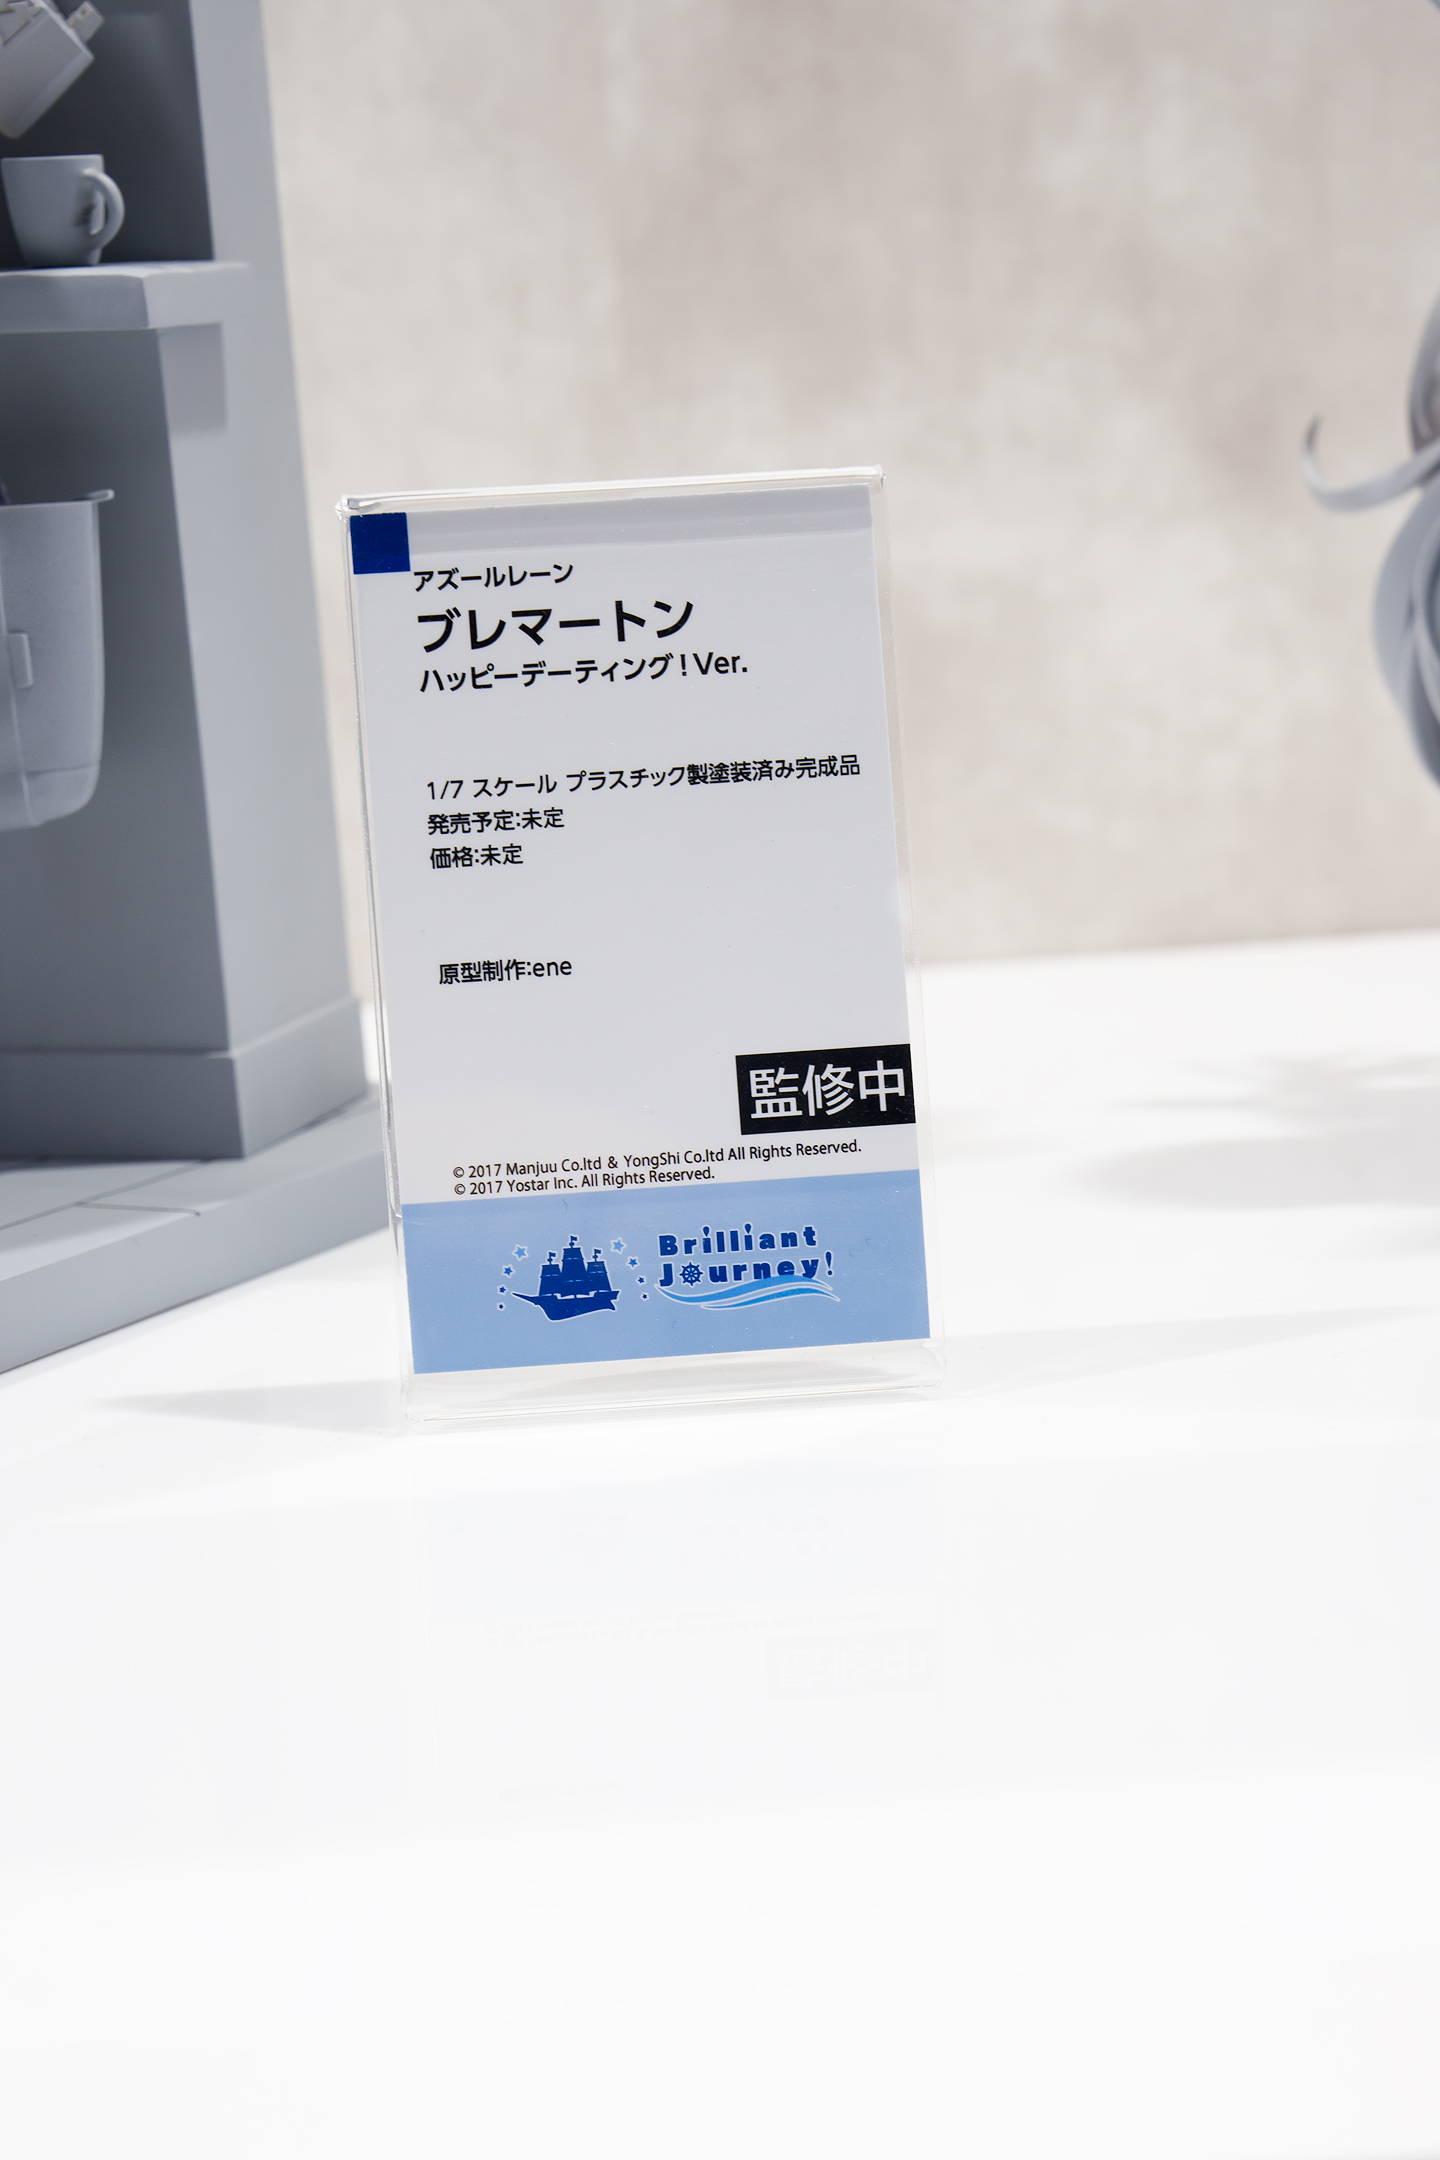 アズールレーン
ブレマートン
ハッピーデーティング！Ver.
1/7 スケール プラスチック製塗装済み完成品
発売予定:未定
価格:未定
原型制作:ene
監修中
© 2017 Manjuu Co.ltd & YongShi Co.ltd All Rights Reserved.
© 2017 Yostar Inc. All Rights Reserved.
Brilliant
Journey!